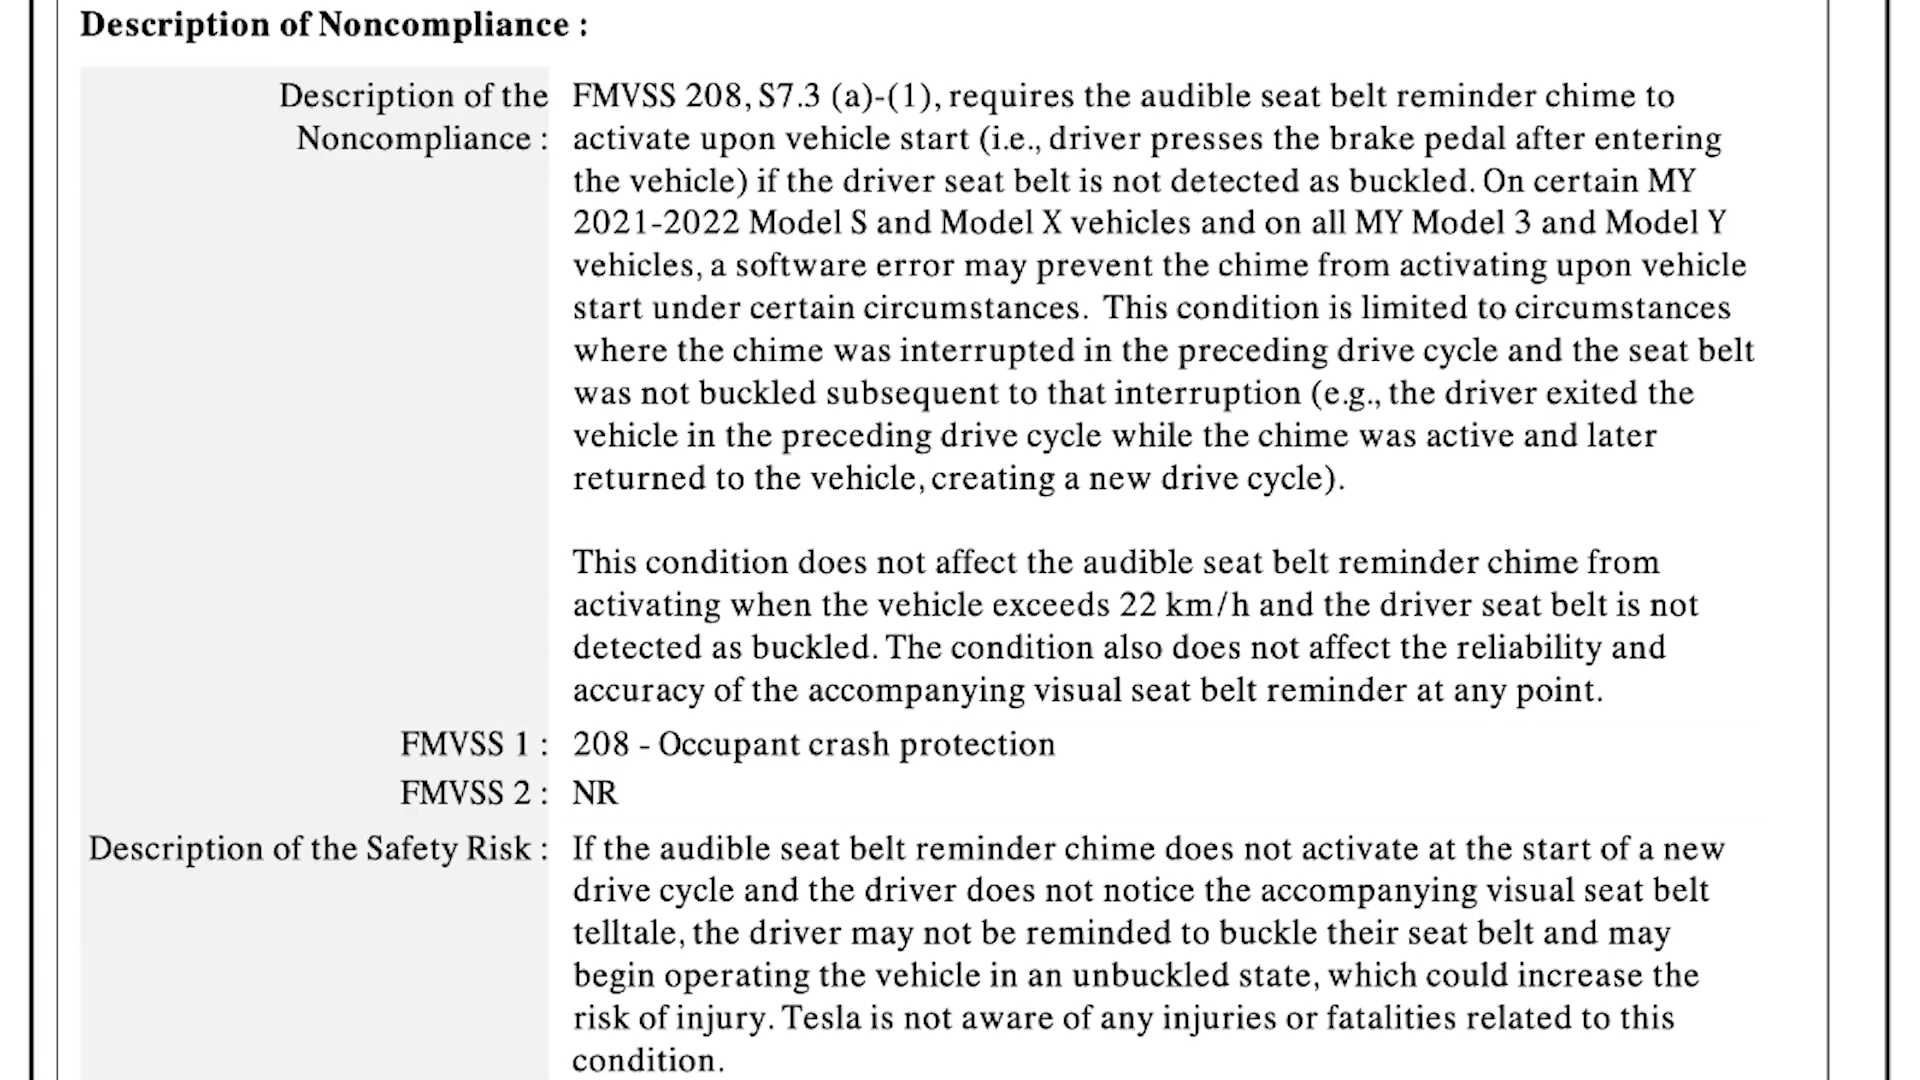 Description of Noncompliance :
Description of the Noncompliance :
FMVSS 208, S7.3 (a)-(1), requires the audible seat belt reminder chime to
activate upon vehicle start (i.e., driver presses the brake pedal after entering
the vehicle) if the driver seat belt is not detected as buckled. On certain MY
2021-2022 Model S and Model X vehicles and on all MY Model 3 and Model Y
vehicles, a software error may prevent the chime from activating upon vehicle
start under certain circumstances. This condition is limited to circumstances
where the chime was interrupted in the preceding drive cycle and the seat belt
was not buckled subsequent to that interruption (e.g., the driver exited the
vehicle in the preceding drive cycle while the chime was active and later
returned to the vehicle, creating a new drive cycle).
This condition does not affect the audible seat belt reminder chime from
activating when the vehicle exceeds 22 km/h and the driver seat belt is not
detected as buckled. The condition also does not affect the reliability and
accuracy of the accompanying visual seat belt reminder at any point.
FMVSS 1 : 208 - Occupant crash protection
FMVSS 2 : NR
Description of the Safety Risk : If the audible seat belt reminder chime does not activate at the start of a new
drive cycle and the driver does not notice the accompanying visual seat belt
telltale, the driver may not be reminded to buckle their seat belt and may
begin operating the vehicle in an unbuckled state, which could increase the
risk of injury. Tesla is not aware of any injuries or fatalities related to this
condition.